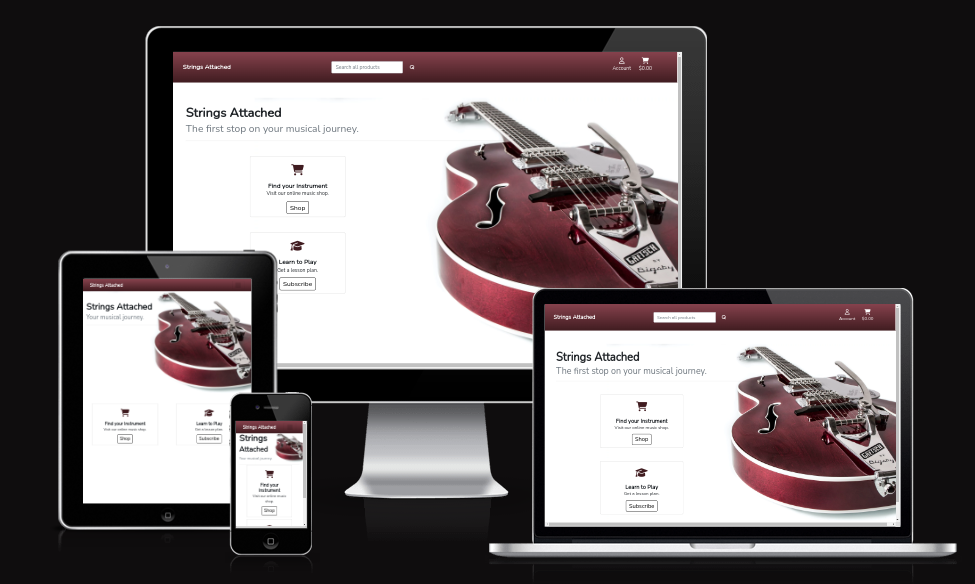 Strings Attached
Search all products
Account
$0.00
Strings Attached
The first stop on your musical journey.
Find your Instrument
Visit our online music shop.
Shop
Learn to Play
Get a lesson plan.
Subscribe
GRETSCH
Bigsby
Strings Attached
Strings Attached
Your musical journey.
Find your Instrument
Visit our online music shop.
Shop
Learn to Play
Get a lesson plan.
Subscribe
Strings Attached
Strings
Attached
Your musical journey.
Find your
Instrument
Visit our online music
shop.
Shop
Strings Attached
Search all products
Account
$0.00
Strings Attached
The first stop on your musical journey.
Find your Instrument
Visit our online music shop.
Shop
Learn to Play
Get a lesson plan.
Subscribe
GRETSCH
Bigsby